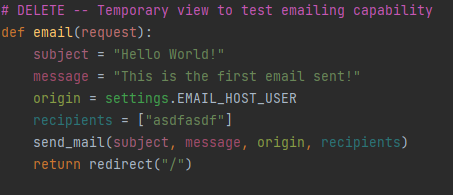 # DELETE -- Temporary view to test emailing capability
def email(request):
    subject = "Hello World!"
    message = "This is the first email sent!"
    origin = settings.EMAIL_HOST_USER
    recipients = ["asdfasdf"]
    send_mail(subject, message, origin, recipients)
    return redirect("/")